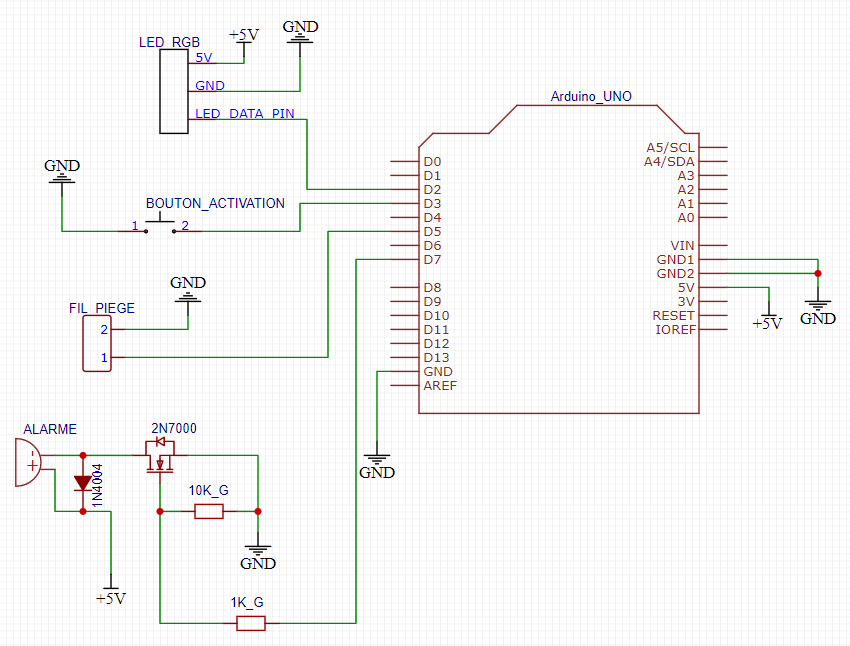 LED_RGB
+5V
GND
5V
GND
LED_DATA_PIN
GND
BOUTON_ACTIVATION
1
2
GND
FIL_PIEGE
2
1
ALARME
-
+
1N4004
2N7000
10K_G
GND
+5V
1K_G
Arduino_UNO
D0
D1
D2
D3
D4
D5
D6
D7
D8
D9
D10
D11
D12
D13
GND
AREF
GND
A5/SCL
A4/SDA
A3
A2
A1
A0
VIN
GND1
GND2
5V
3V
RESET
IOREF
+5V
GND